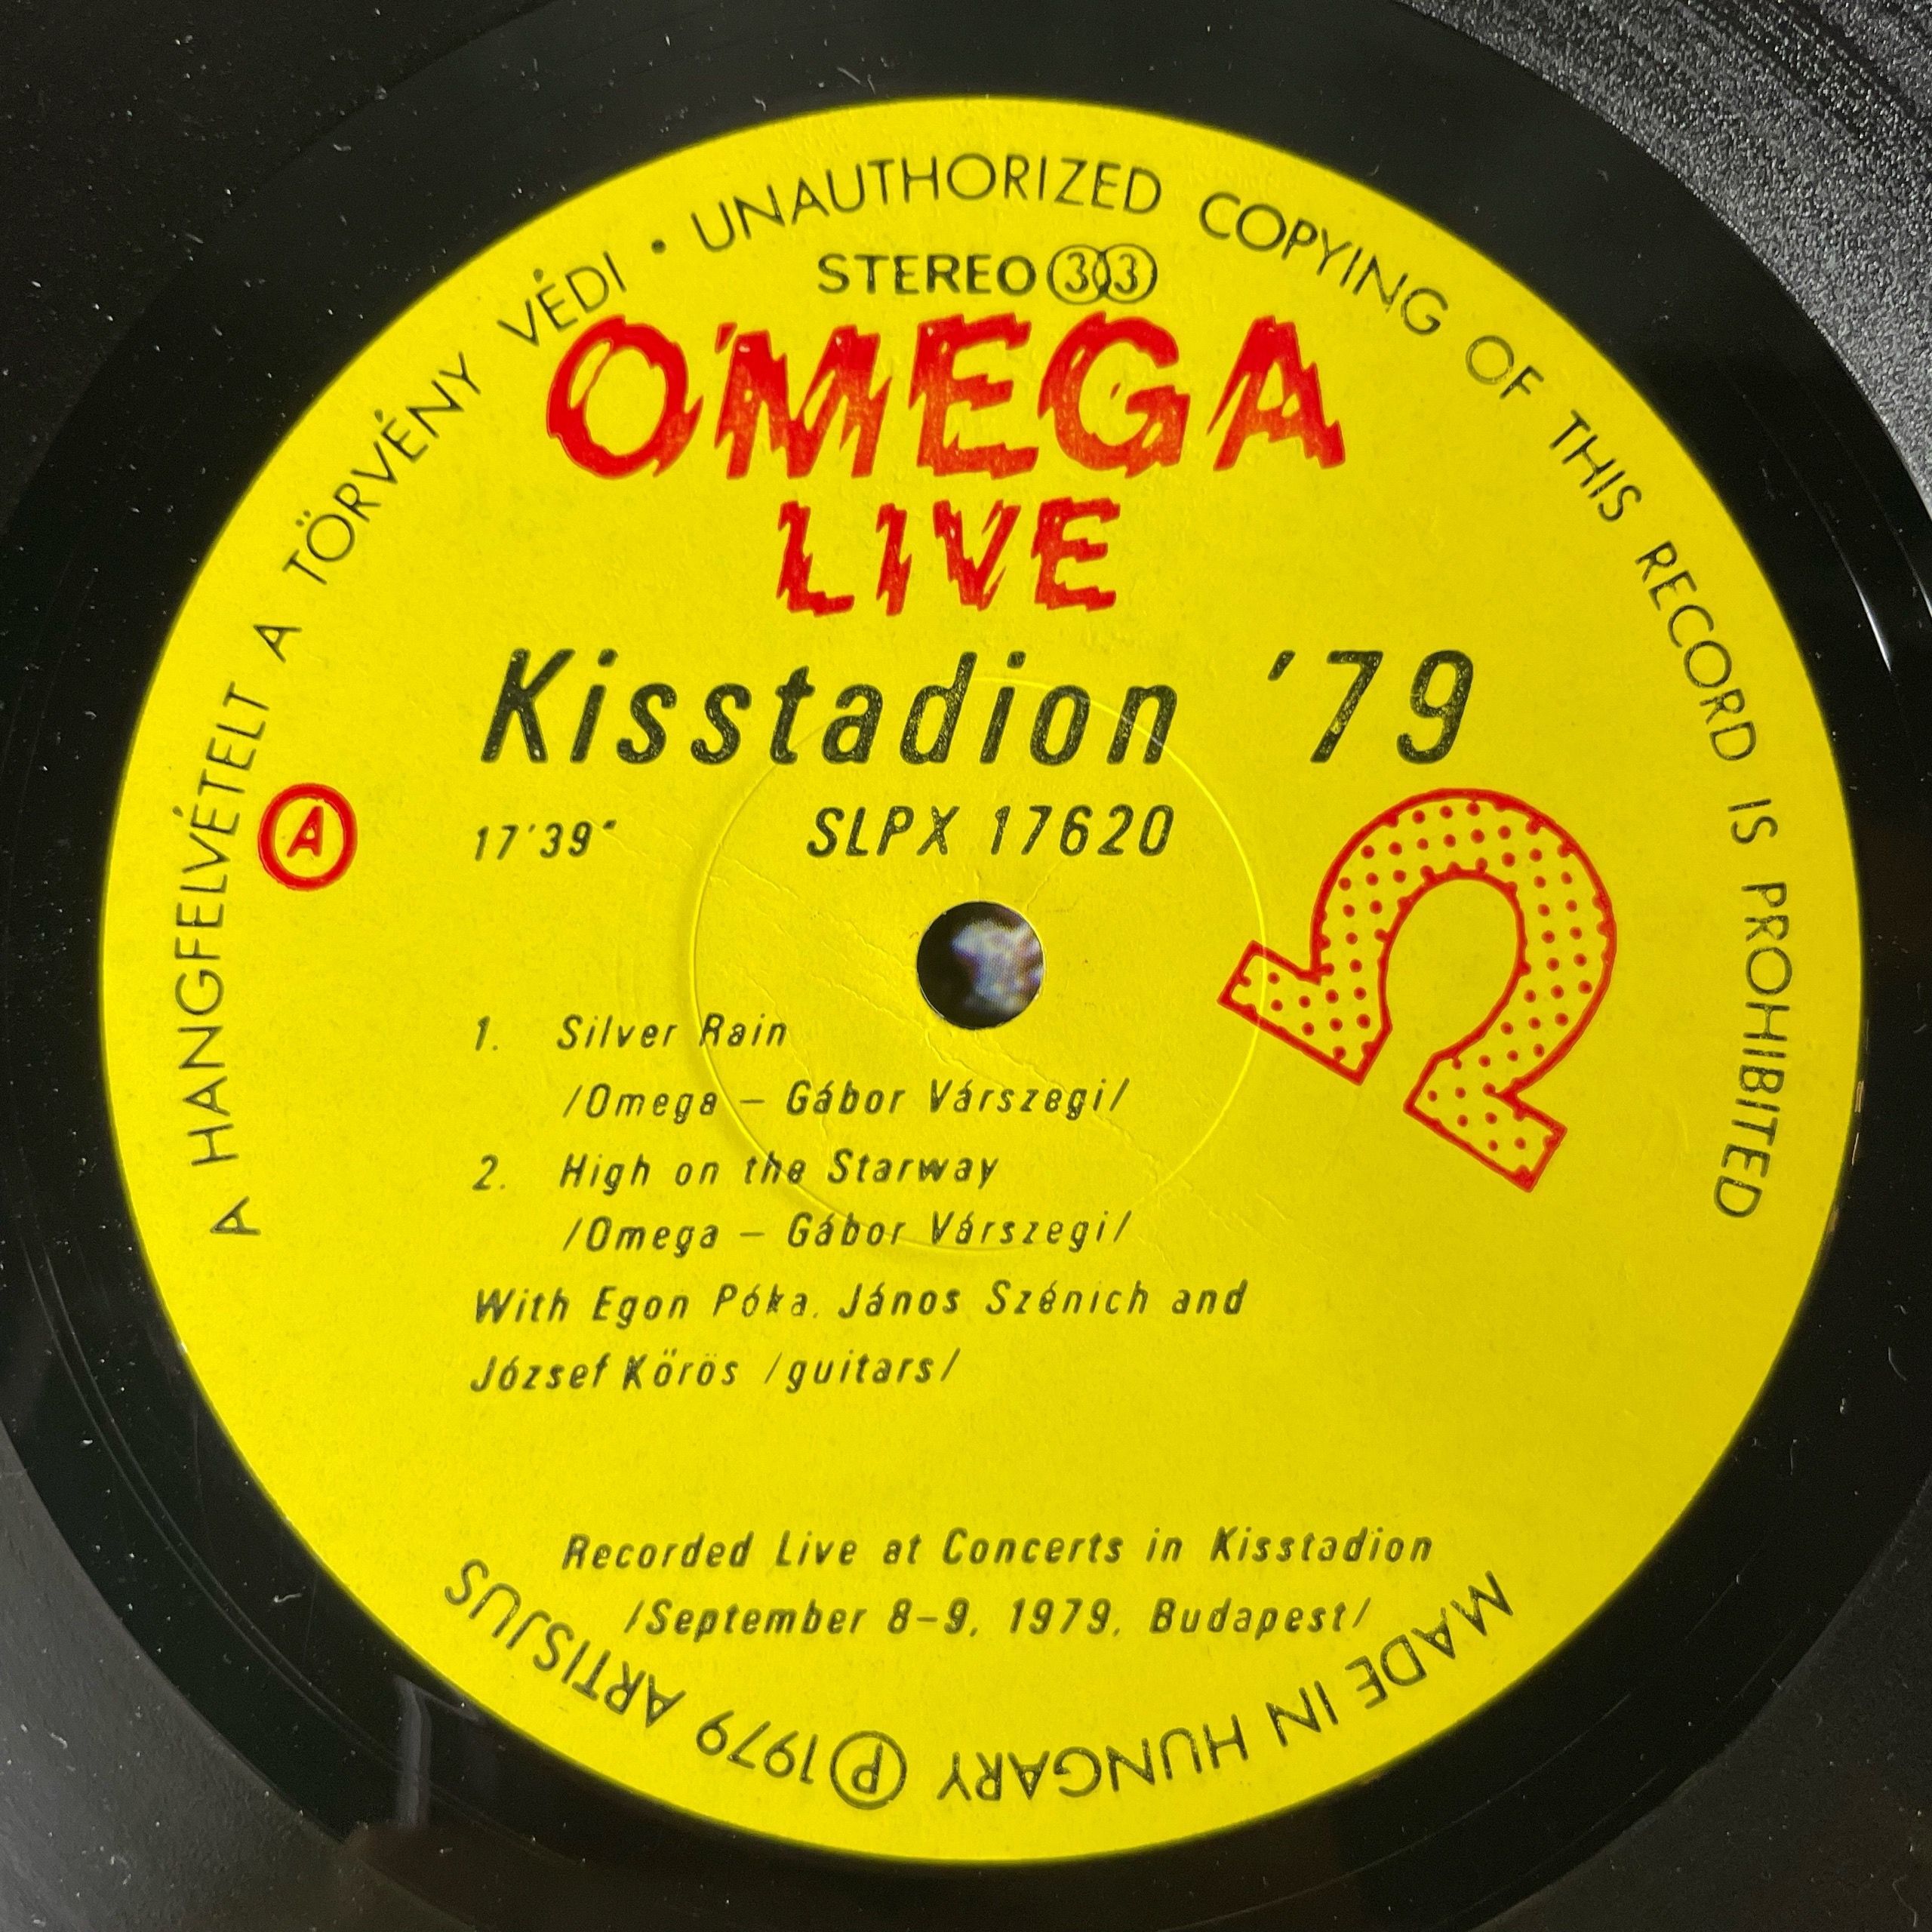 A HANGFELVÉTELT A TÖRVÉNY VÉDI • UNAUTHORIZED COPYING OF THIS RECORD IS PROHIBITED
STEREO 33
OMEGA
LIVE
Kisstadion '79
A
17'39" SLPX 17620
1. Silver Rain
/Omega – Gábor Várszegi/
2. High on the Starway
/Omega – Gábor Várszegi/
With Egon Póka, János Szénich and
József Kőrös /guitars/
Recorded Live at Concerts in Kisstadion
/September 8–9, 1979, Budapest/
MADE IN HUNGARY Ⓟ 1979 ARTISJUS